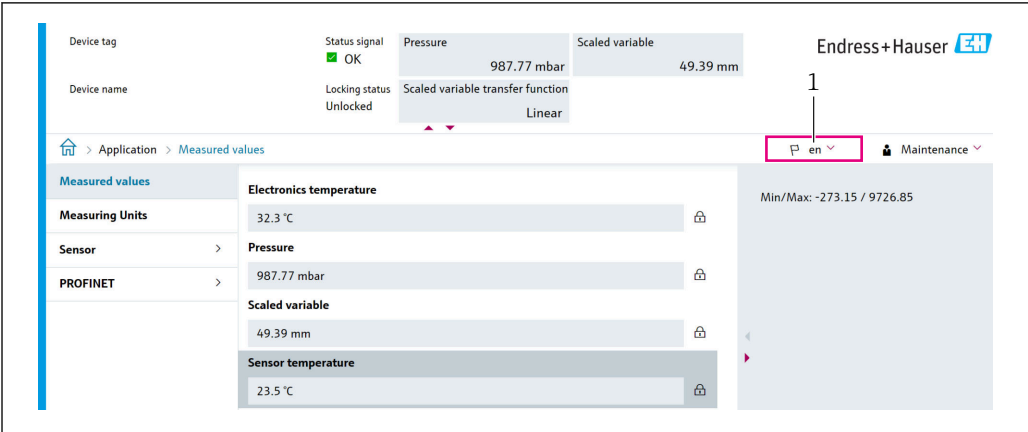 Device tag
Status signal
OK
Pressure
987.77 mbar
Scaled variable
49.39 mm
Endress+Hauser EH
Device name
Locking status
Unlocked
Scaled variable transfer function
Linear
1
> Application > Measured values
en
Maintenance
Measured values
Measuring Units
Sensor >
PROFINET >
Electronics temperature
32.3 °C
Pressure
987.77 mbar
Scaled variable
49.39 mm
Sensor temperature
23.5 °C
Min/Max: -273.15 / 9726.85